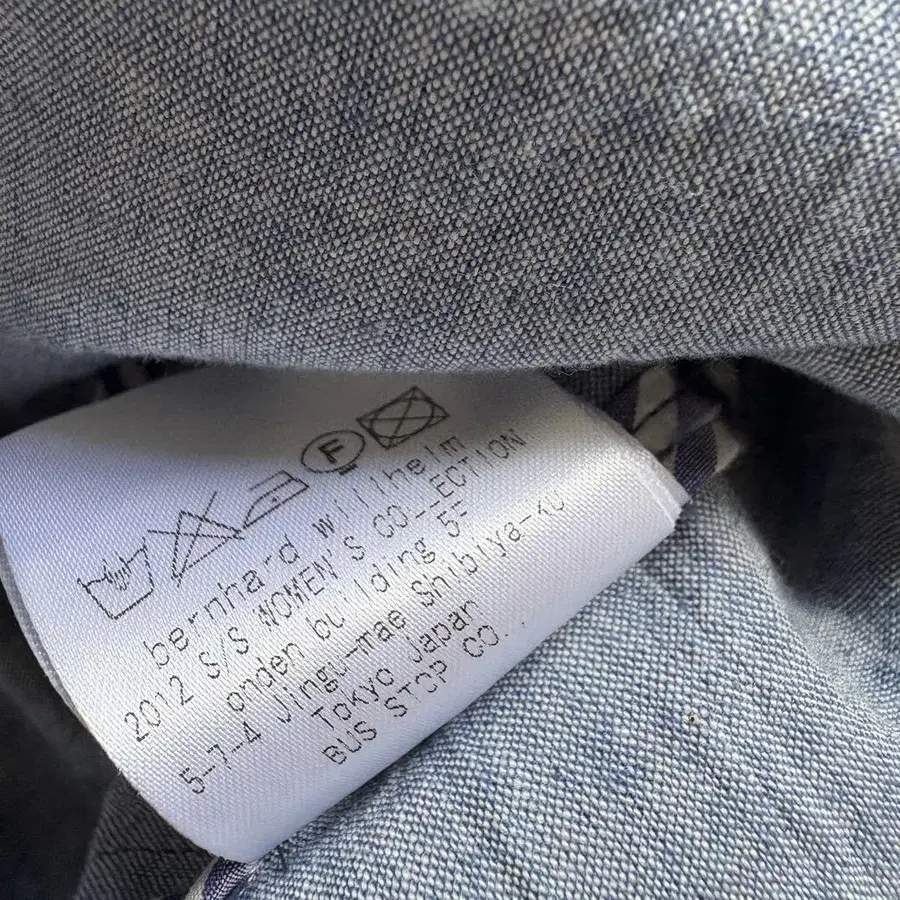 F
bernhard willhelm
2012 S/S WOMEN'S COLLECTION
onden building 5F
5-7-4 Jingu-mae Shibiya-ku
Tokyo Japan
BUS STOP CO.,